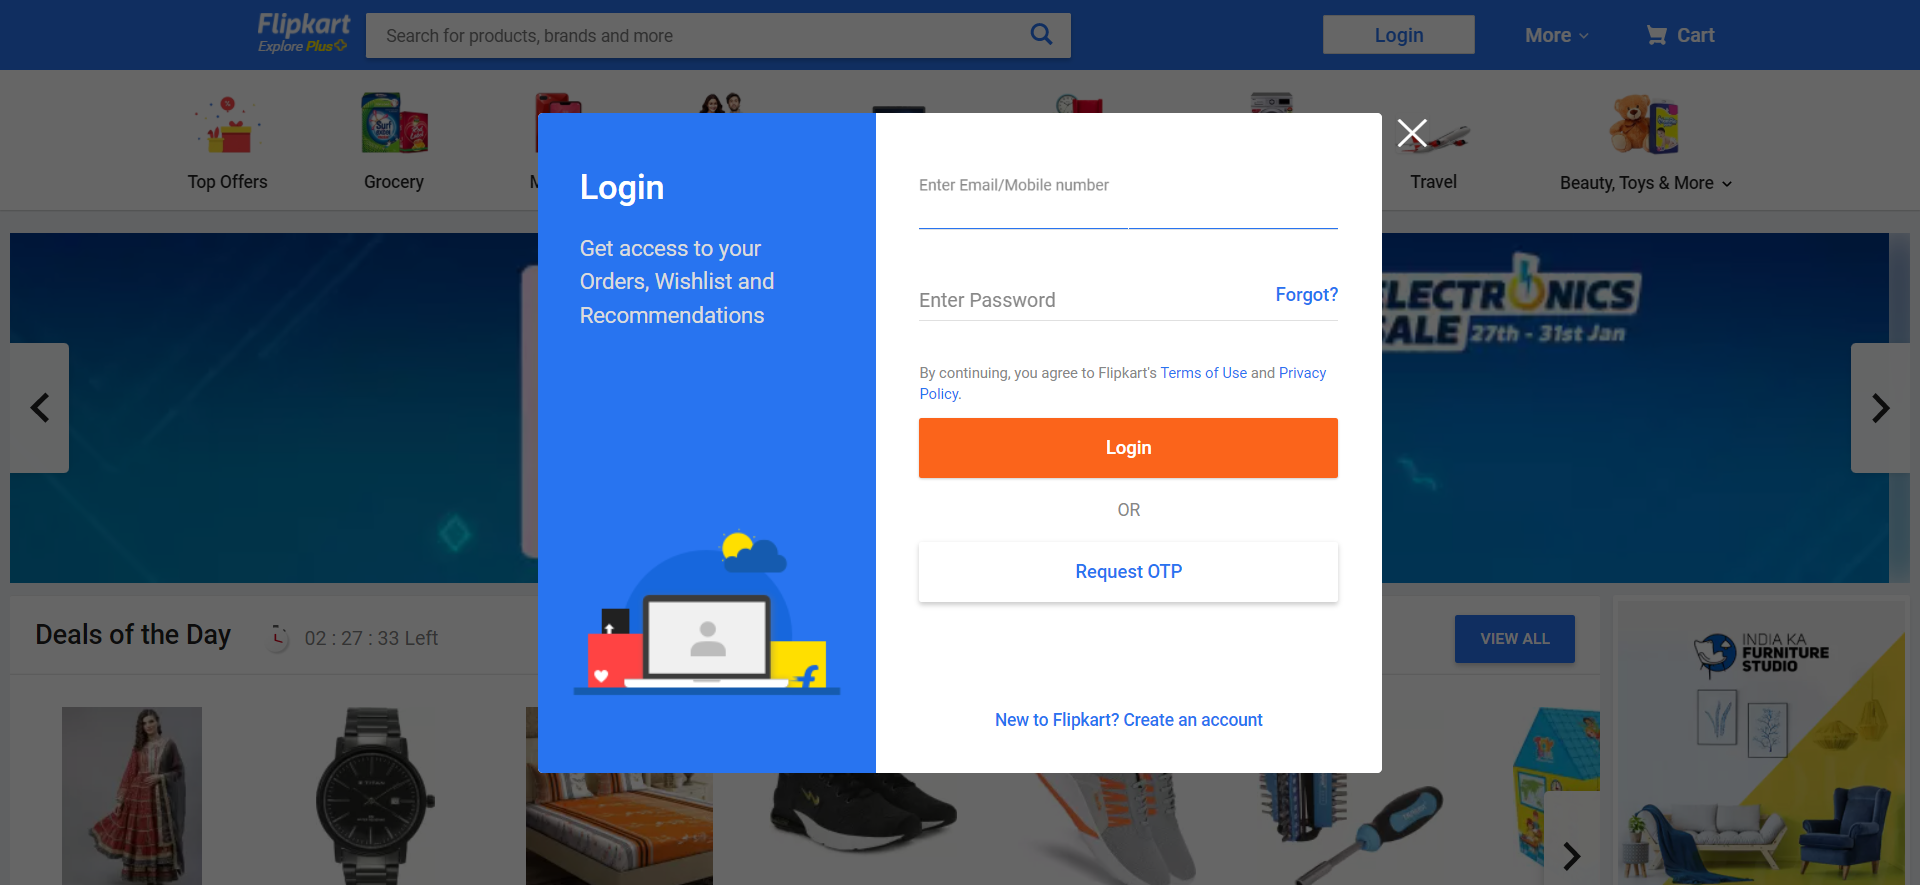 Flipkart
Explore Plus
Search for products, brands and more
Login
More
Cart
Top Offers
Grocery
M
Travel
Beauty, Toys & More
Login
Get access to your
Orders, Wishlist and
Recommendations
Enter Email/Mobile number
Enter Password
Forgot?
By continuing, you agree to Flipkart's Terms of Use and Privacy
Policy.
Login
OR
Request OTP
New to Flipkart? Create an account
ELECTRONICS
SALE 27th - 31st Jan
Deals of the Day
02 : 27 : 33 Left
VIEW ALL
INDIA KA
FURNITURE
STUDIO